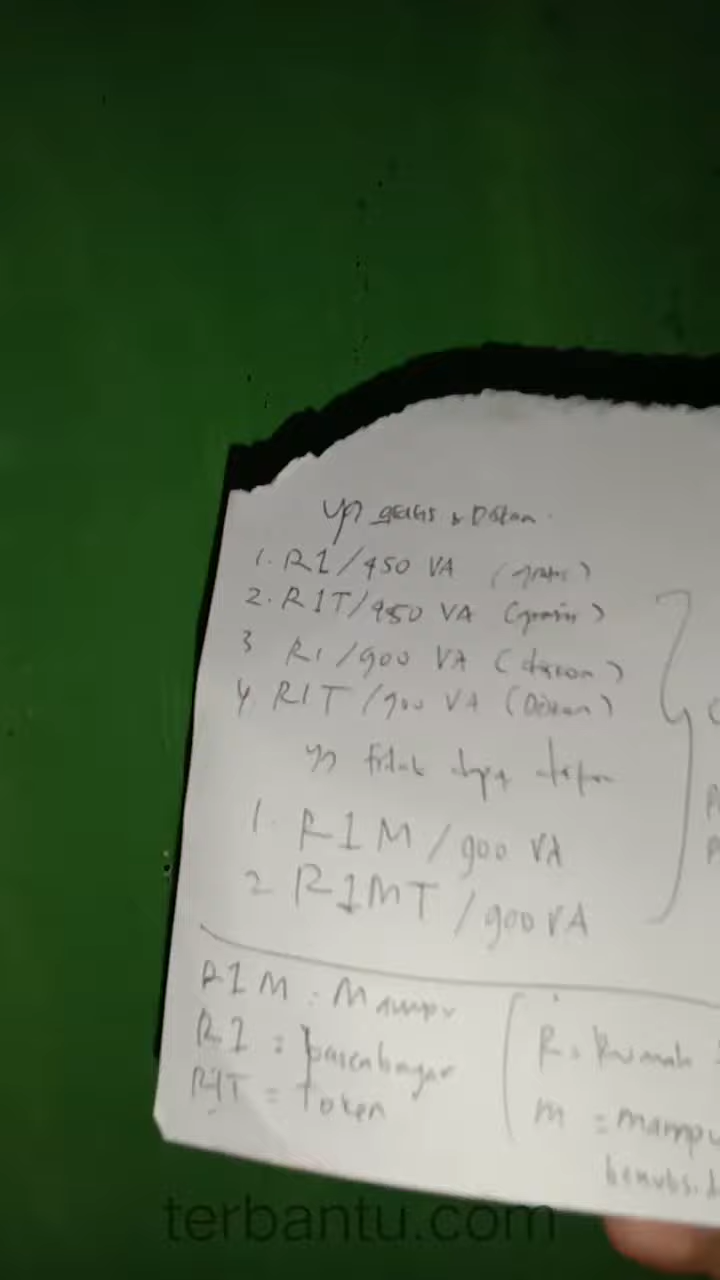 yg gratis & Diskon
1. R1/450 VA (gratis)
2. R1T/450 VA (gratis)
3 R1/900 VA (diskon)
4. R1T/900 VA (Diskon)
yg tidak dapat
1. R1M/900 VA
2 R1MT/900 VA
R1M : Mampu
R1 : pascabayar
R1T = Token
R = Rumah
m = mampu
terbantu.com